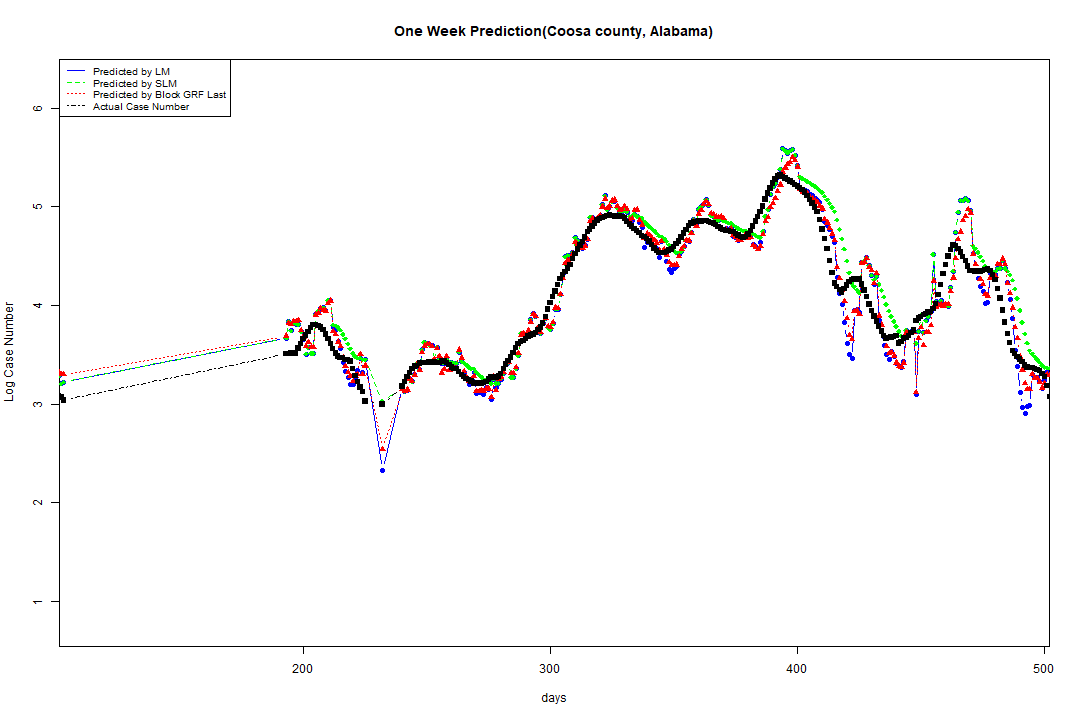 One Week Prediction(Coosa county, Alabama)
Predicted by LM
Predicted by SLM
Predicted by Block GRF Last
Actual Case Number
Log Case Number
6
5
4
3
2
1
200
300
400
500
days